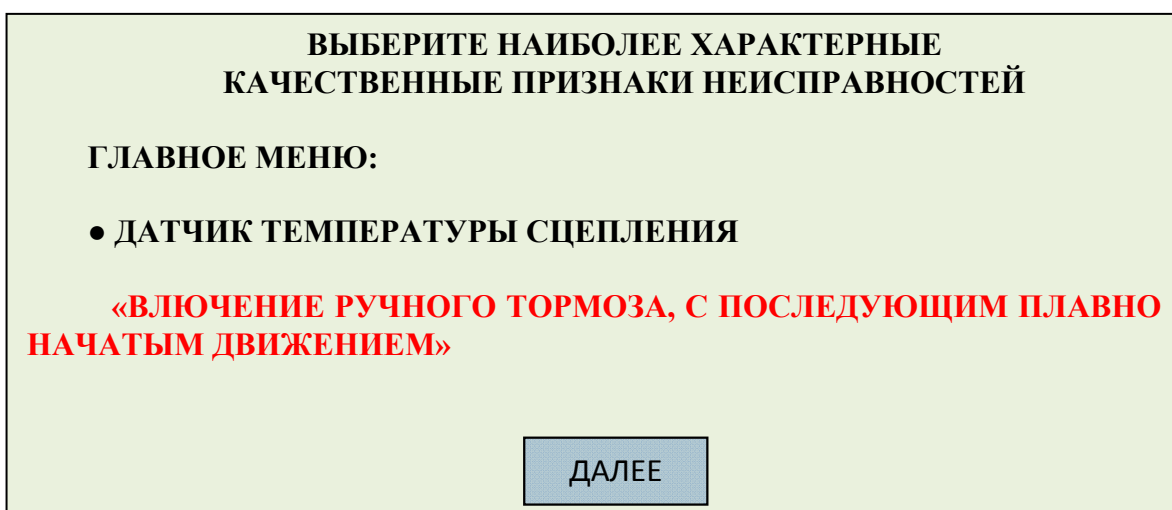 ВЫБЕРИТЕ НАИБОЛЕЕ ХАРАКТЕРНЫЕ
КАЧЕСТВЕННЫЕ ПРИЗНАКИ НЕИСПРАВНОСТЕЙ
ГЛАВНОЕ МЕНЮ:
● ДАТЧИК ТЕМПЕРАТУРЫ СЦЕПЛЕНИЯ
«ВЛЮЧЕНИЕ РУЧНОГО ТОРМОЗА, С ПОСЛЕДУЮЩИМ ПЛАВНО
НАЧАТЫМ ДВИЖЕНИЕМ»
ДАЛЕЕ